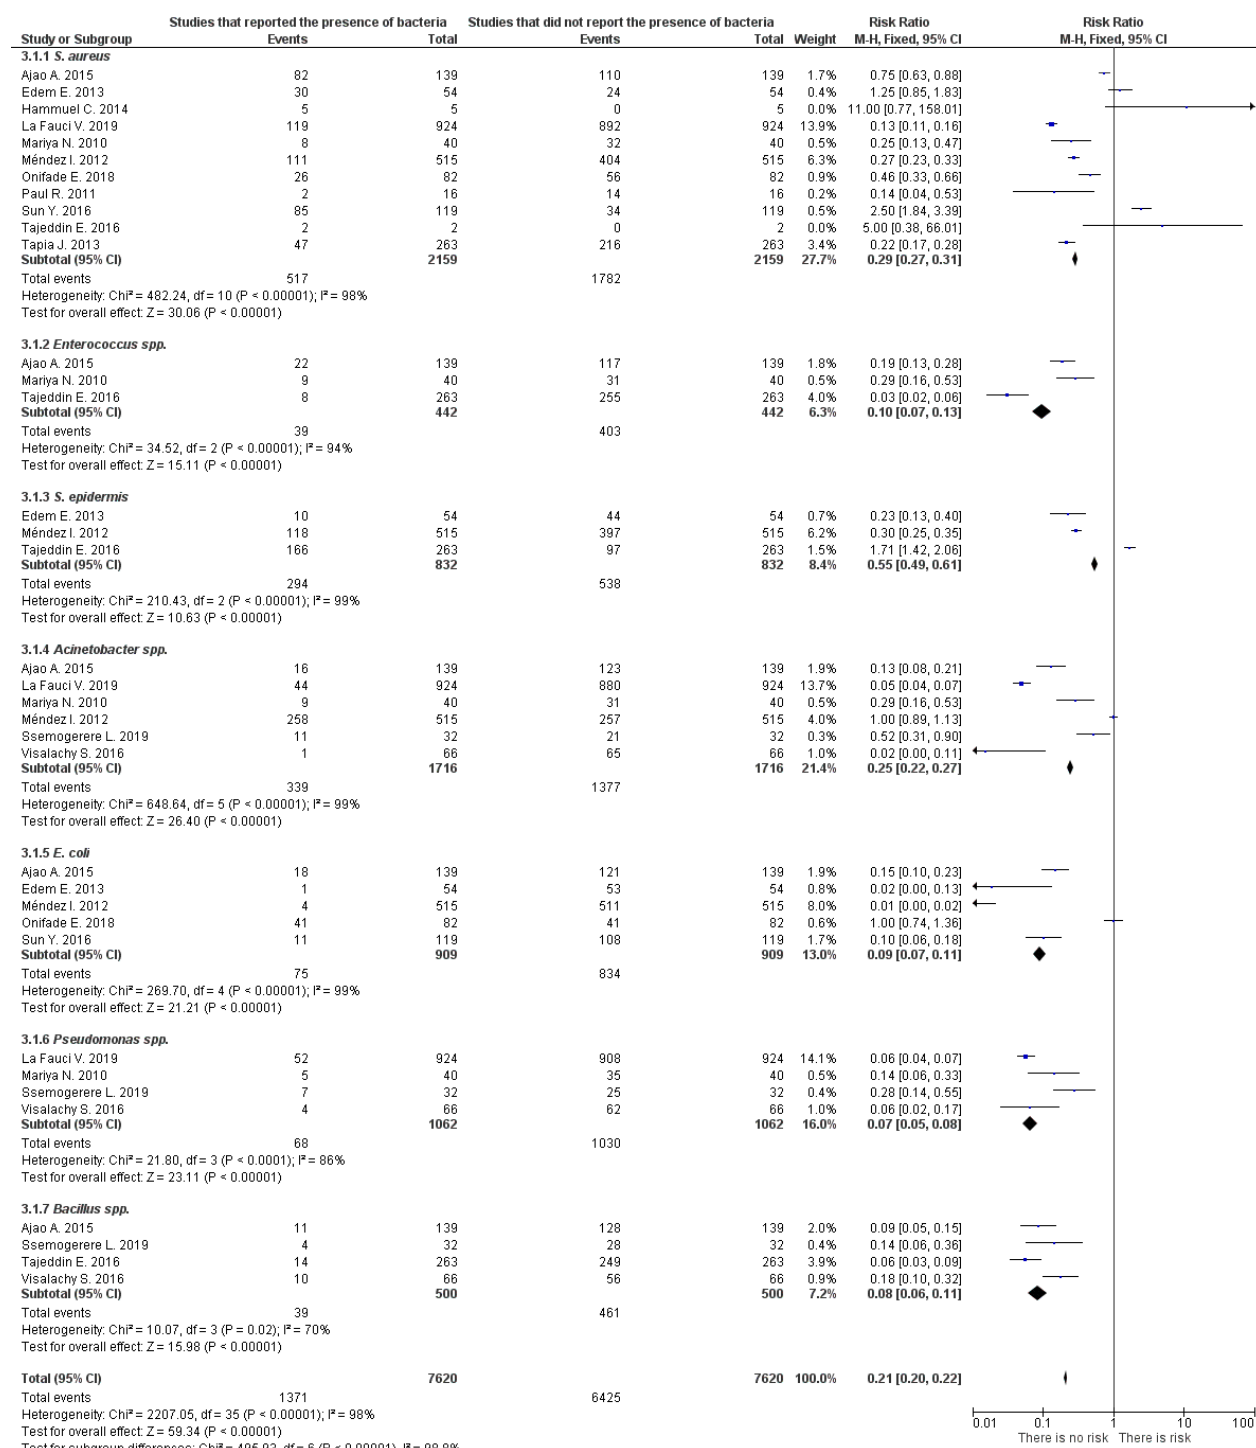 Studies that reported the presence of bacteria Studies that did not report the presence of bacteria Risk Ratio Risk Ratio
Study or Subgroup Events Total Events Total Weight M-H, Fixed, 95% CI M-H, Fixed, 95% CI
3.1.1 S. aureus
Ajao A. 2015 82 139 110 139 1.7% 0.75 [0.63, 0.88]
Edem E. 2013 30 54 24 54 0.4% 1.25 [0.85, 1.83]
Hammuel C. 2014 5 5 0 5 0.0% 11.00 [0.77, 158.01]
La Fauci V. 2019 119 924 892 924 13.9% 0.13 [0.11, 0.16]
Mariya N. 2010 8 40 32 40 0.5% 0.25 [0.13, 0.47]
Méndez I. 2012 111 515 404 515 6.3% 0.27 [0.23, 0.33]
Onifade E. 2018 26 82 56 82 0.9% 0.46 [0.33, 0.66]
Paul R. 2011 2 16 14 16 0.2% 0.14 [0.04, 0.53]
Sun Y. 2016 85 119 34 119 0.5% 2.50 [1.84, 3.39]
Tajeddin E. 2016 2 2 0 2 0.0% 5.00 [0.38, 66.01]
Tapia J. 2013 47 263 216 263 3.4% 0.22 [0.17, 0.28]
Subtotal (95% CI) 2159 2159 27.7% 0.29 [0.27, 0.31]
Total events 517 1782
Heterogeneity: Chi² = 482.24, df = 10 (P < 0.00001); I² = 98%
Test for overall effect: Z = 30.06 (P < 0.00001)
3.1.2 Enterococcus spp.
Ajao A. 2015 22 139 117 139 1.8% 0.19 [0.13, 0.28]
Mariya N. 2010 9 40 31 40 0.5% 0.29 [0.16, 0.53]
Tajeddin E. 2016 8 263 255 263 4.0% 0.03 [0.02, 0.06]
Subtotal (95% CI) 442 442 6.3% 0.10 [0.07, 0.13]
Total events 39 403
Heterogeneity: Chi² = 34.52, df = 2 (P < 0.00001); I² = 94%
Test for overall effect: Z = 15.11 (P < 0.00001)
3.1.3 S. epidermis
Edem E. 2013 10 54 44 54 0.7% 0.23 [0.13, 0.40]
Méndez I. 2012 118 515 397 515 6.2% 0.30 [0.25, 0.35]
Tajeddin E. 2016 166 263 97 263 1.5% 1.71 [1.42, 2.06]
Subtotal (95% CI) 832 832 8.4% 0.55 [0.49, 0.61]
Total events 294 538
Heterogeneity: Chi² = 210.43, df = 2 (P < 0.00001); I² = 99%
Test for overall effect: Z = 10.63 (P < 0.00001)
3.1.4 Acinetobacter spp.
Ajao A. 2015 16 139 123 139 1.9% 0.13 [0.08, 0.21]
La Fauci V. 2019 44 924 880 924 13.7% 0.05 [0.04, 0.07]
Mariya N. 2010 9 40 31 40 0.5% 0.29 [0.16, 0.53]
Méndez I. 2012 258 515 257 515 4.0% 1.00 [0.89, 1.13]
Ssemogerere L. 2019 11 32 21 32 0.3% 0.52 [0.31, 0.90]
Visalachy S. 2016 1 66 65 66 1.0% 0.02 [0.00, 0.11]
Subtotal (95% CI) 1716 1716 21.4% 0.25 [0.22, 0.27]
Total events 339 1377
Heterogeneity: Chi² = 648.64, df = 5 (P < 0.00001); I² = 99%
Test for overall effect: Z = 26.40 (P < 0.00001)
3.1.5 E. coli
Ajao A. 2015 18 139 121 139 1.9% 0.15 [0.10, 0.23]
Edem E. 2013 1 54 53 54 0.8% 0.02 [0.00, 0.13]
Méndez I. 2012 4 515 511 515 8.0% 0.01 [0.00, 0.02]
Onifade E. 2018 41 82 41 82 0.6% 1.00 [0.74, 1.36]
Sun Y. 2016 11 119 108 119 1.7% 0.10 [0.06, 0.18]
Subtotal (95% CI) 909 909 13.0% 0.09 [0.07, 0.11]
Total events 75 834
Heterogeneity: Chi² = 269.70, df = 4 (P < 0.00001); I² = 99%
Test for overall effect: Z = 21.21 (P < 0.00001)
3.1.6 Pseudomonas spp.
La Fauci V. 2019 52 924 908 924 14.1% 0.06 [0.04, 0.07]
Mariya N. 2010 5 40 35 40 0.5% 0.14 [0.06, 0.33]
Ssemogerere L. 2019 7 32 25 32 0.4% 0.28 [0.14, 0.55]
Visalachy S. 2016 4 66 62 66 1.0% 0.06 [0.02, 0.17]
Subtotal (95% CI) 1062 1062 16.0% 0.07 [0.05, 0.08]
Total events 68 1030
Heterogeneity: Chi² = 21.80, df = 3 (P < 0.0001); I² = 86%
Test for overall effect: Z = 23.11 (P < 0.00001)
3.1.7 Bacillus spp.
Ajao A. 2015 11 139 128 139 2.0% 0.09 [0.05, 0.15]
Ssemogerere L. 2019 4 32 28 32 0.4% 0.14 [0.06, 0.36]
Tajeddin E. 2016 14 263 249 263 3.9% 0.06 [0.03, 0.09]
Visalachy S. 2016 10 66 56 66 0.9% 0.18 [0.10, 0.32]
Subtotal (95% CI) 500 500 7.2% 0.08 [0.06, 0.11]
Total events 39 461
Heterogeneity: Chi² = 10.07, df = 3 (P = 0.02); I² = 70%
Test for overall effect: Z = 15.98 (P < 0.00001)
Total (95% CI) 7620 7620 100.0% 0.21 [0.20, 0.22]
Total events 1371 6425
Heterogeneity: Chi² = 2207.05, df = 35 (P < 0.00001); I² = 98%
Test for overall effect: Z = 59.34 (P < 0.00001)
Test for subgroup differences: Chi² = 495.93, df = 6 (P < 0.00001), I² = 98.8%
0.01 0.1 1 10 100
There is no risk There is risk